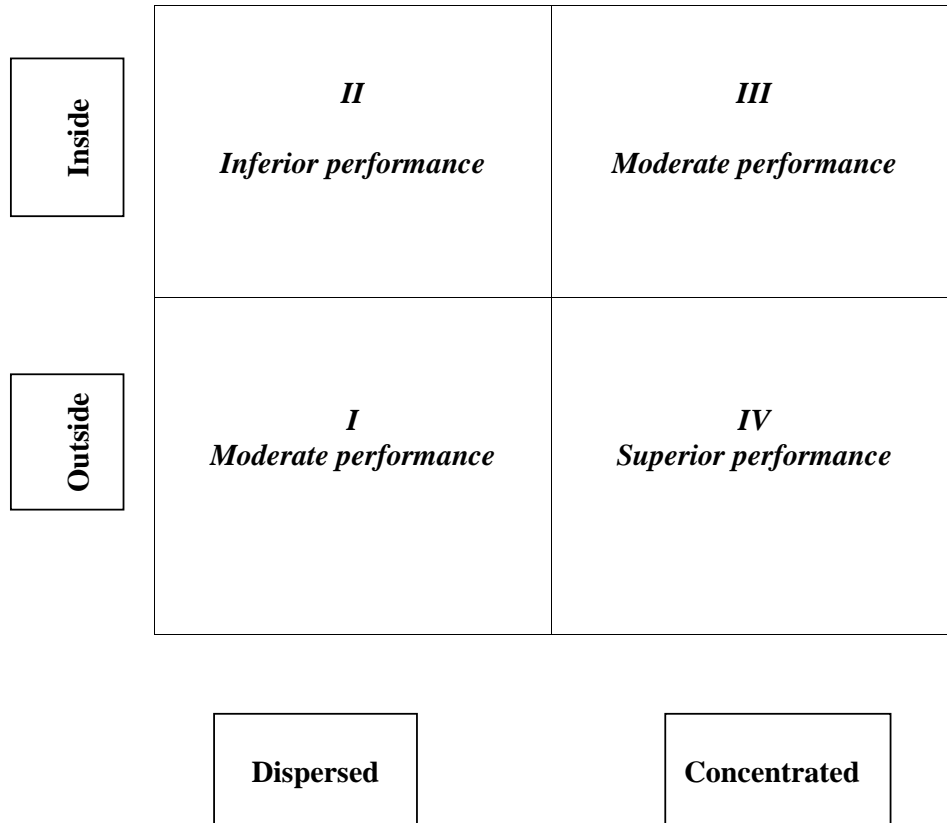 Inside
II
Inferior performance
III
Moderate performance
Outside
I
Moderate performance
IV
Superior performance
Dispersed
Concentrated